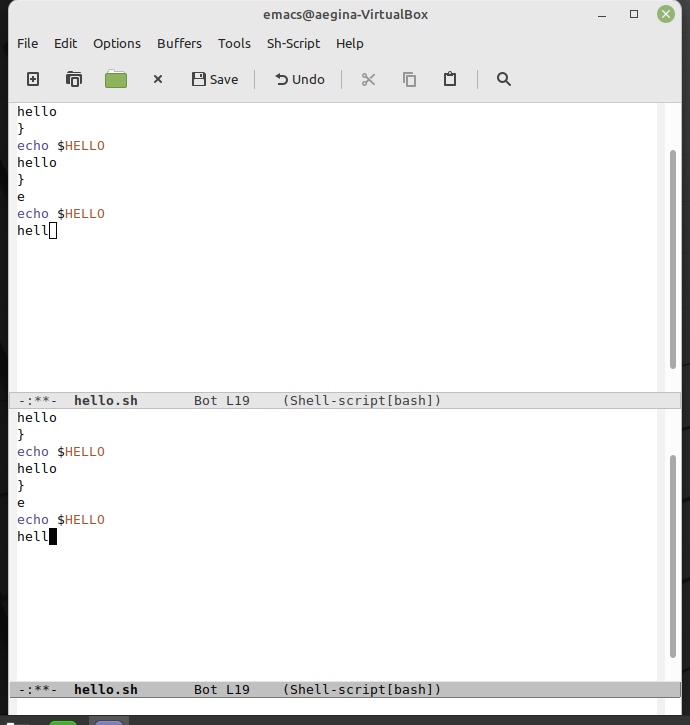 emacs@aegina-VirtualBox
File Edit Options Buffers Tools Sh-Script Help
Save Undo
hello
}
echo $HELLO
hello
}
e
echo $HELLO
hell
-:**- hello.sh Bot L19 (Shell-script[bash])
hello
}
echo $HELLO
hello
}
e
echo $HELLO
hell
-:**- hello.sh Bot L19 (Shell-script[bash])